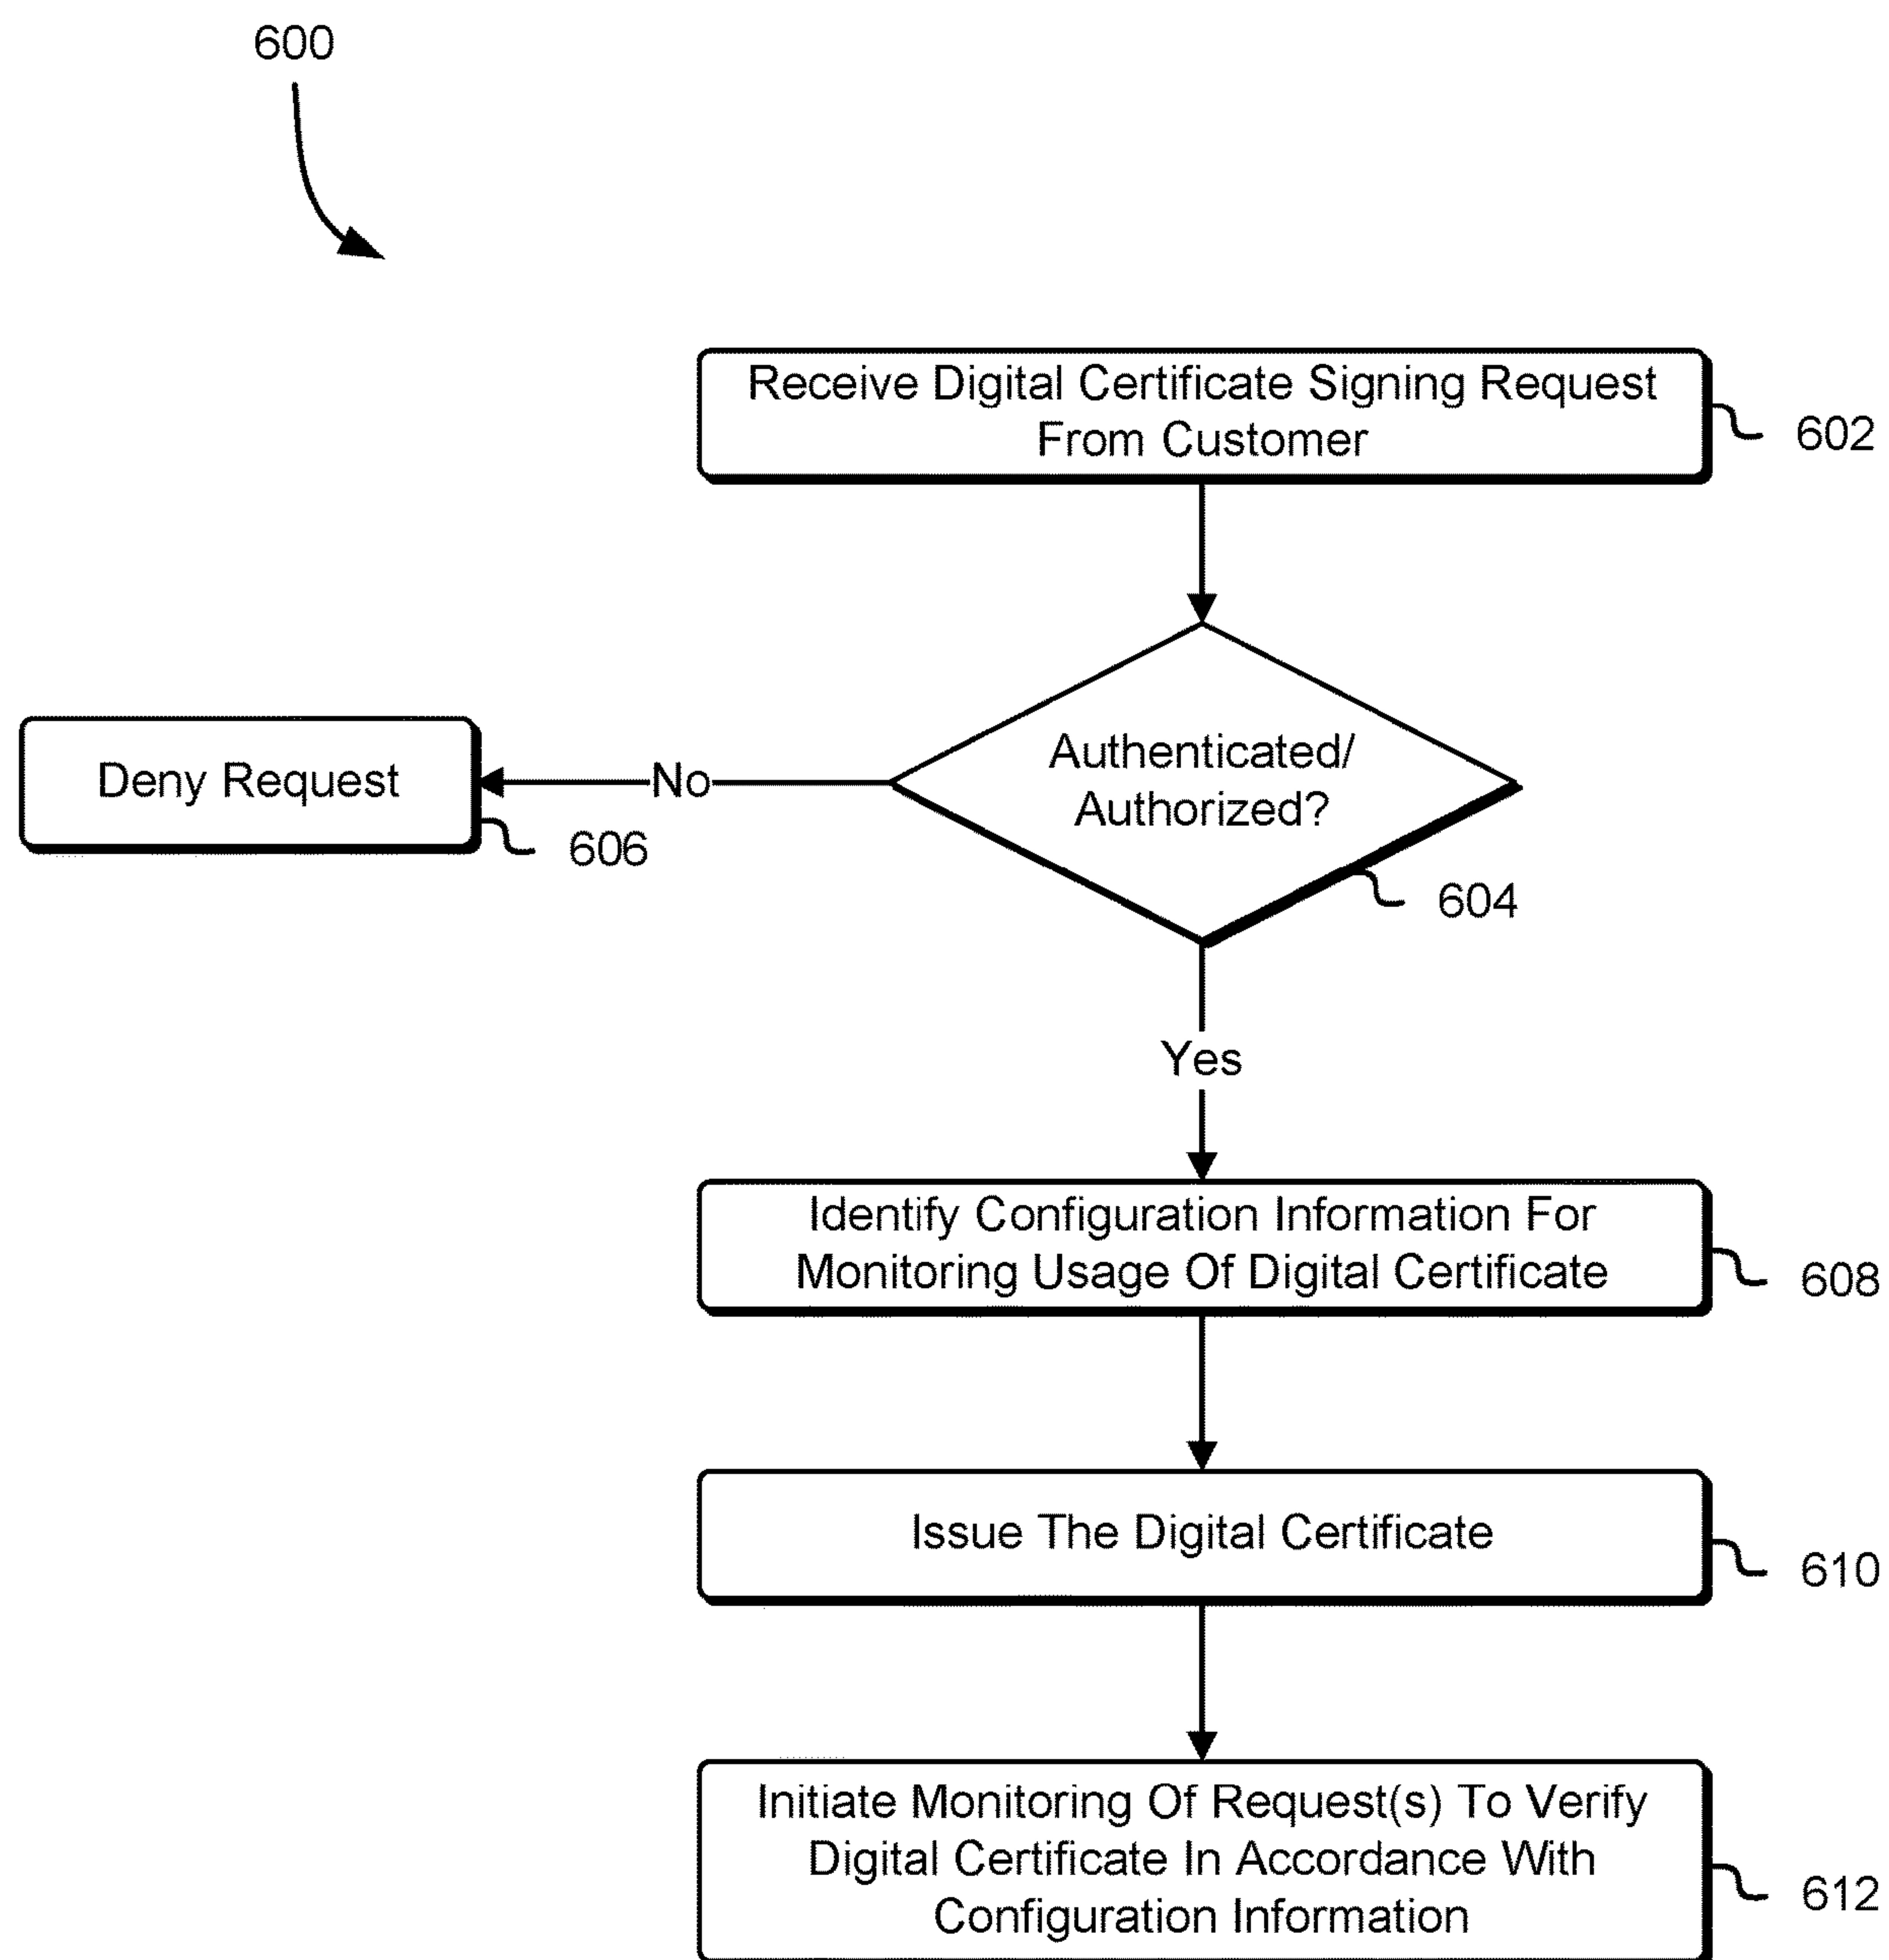 600
Receive Digital Certificate Signing Request
From Customer
602
Authenticated/
Authorized?
604
No
Deny Request
606
Yes
Identify Configuration Information For
Monitoring Usage Of Digital Certificate
608
Issue The Digital Certificate
610
Initiate Monitoring Of Request(s) To Verify
Digital Certificate In Accordance With
Configuration Information
612